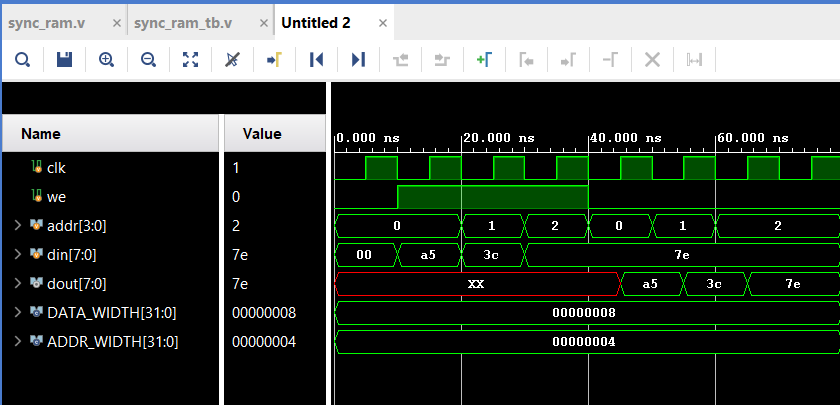 sync_ram.v × sync_ram_tb.v × Untitled 2 ×
Name Value 0.000 ns 20.000 ns 40.000 ns 60.000 ns
clk 1
we 0
addr[3:0] 2 0 1 2 0 1 2
din[7:0] 7e 00 a5 3c 7e
dout[7:0] 7e XX a5 3c 7e
DATA_WIDTH[31:0] 00000008 00000008
ADDR_WIDTH[31:0] 00000004 00000004